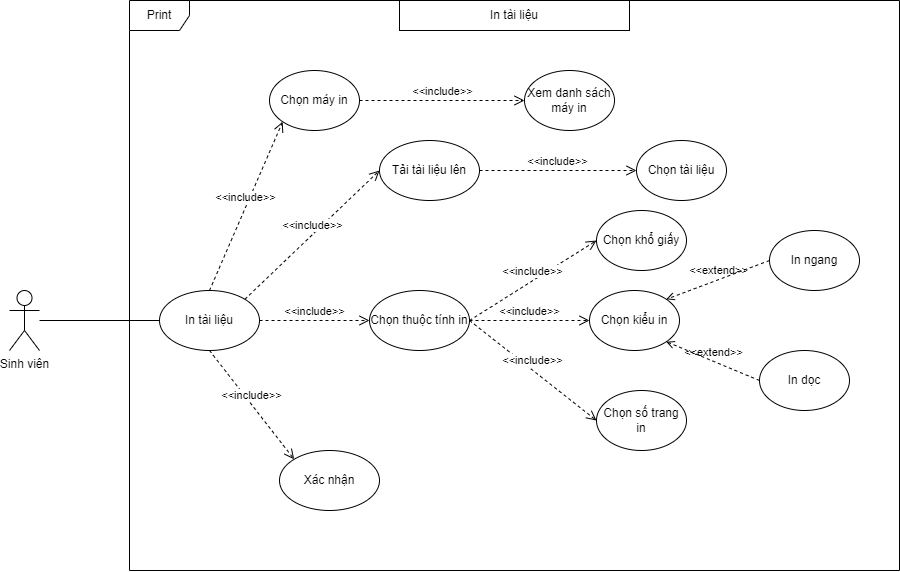 Print
In tài liệu
Chọn máy in
<<include>>
Xem danh sách
máy in
<<include>>
Tải tài liệu lên
<<include>>
Chọn tài liệu
<<include>>
Chọn khổ giấy
<<include>>
In ngang
<<extend>>
Sinh viên
In tài liệu
<<include>>
Chọn thuộc tính in
<<include>>
Chọn kiểu in
<<extend>>
In dọc
<<include>>
Chọn số trang
in
<<include>>
Xác nhận